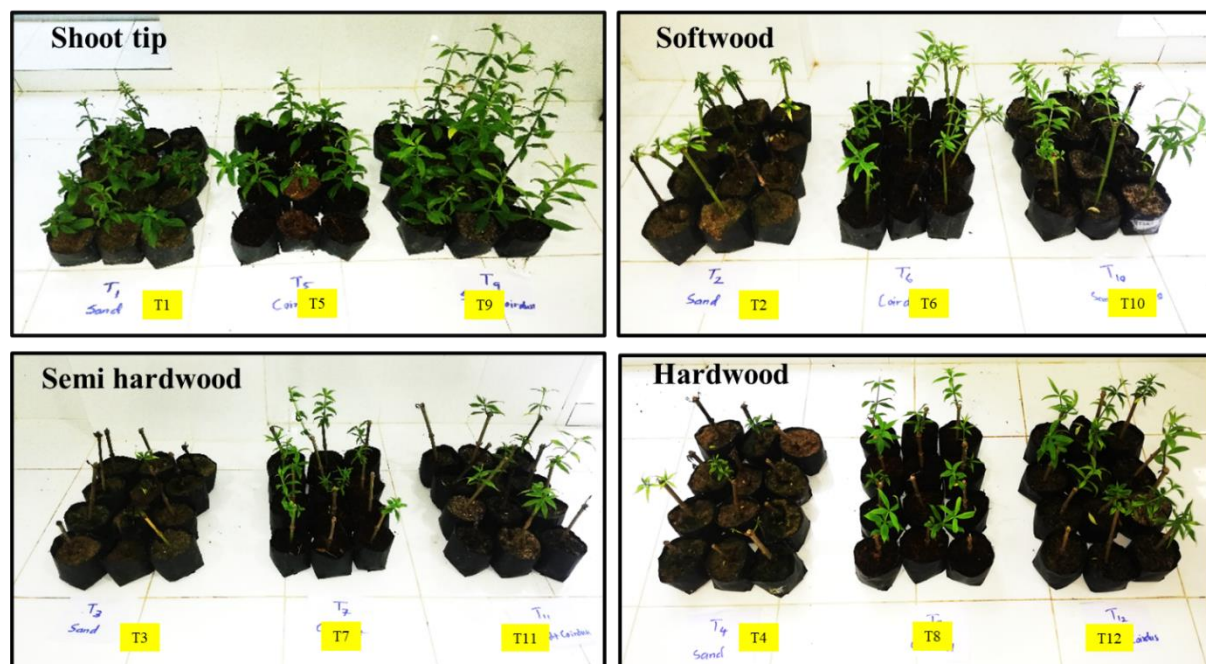 Shoot tip
T1
Sand
T1
T5
T5
T9
T9
Softwood
T2
Sand
T2
T6
T6
T10
T10
Semi hardwood
T3
Sand
T3
T7
T7
T11
T11
Hardwood
T4
Sand
T4
T8
T12
T12